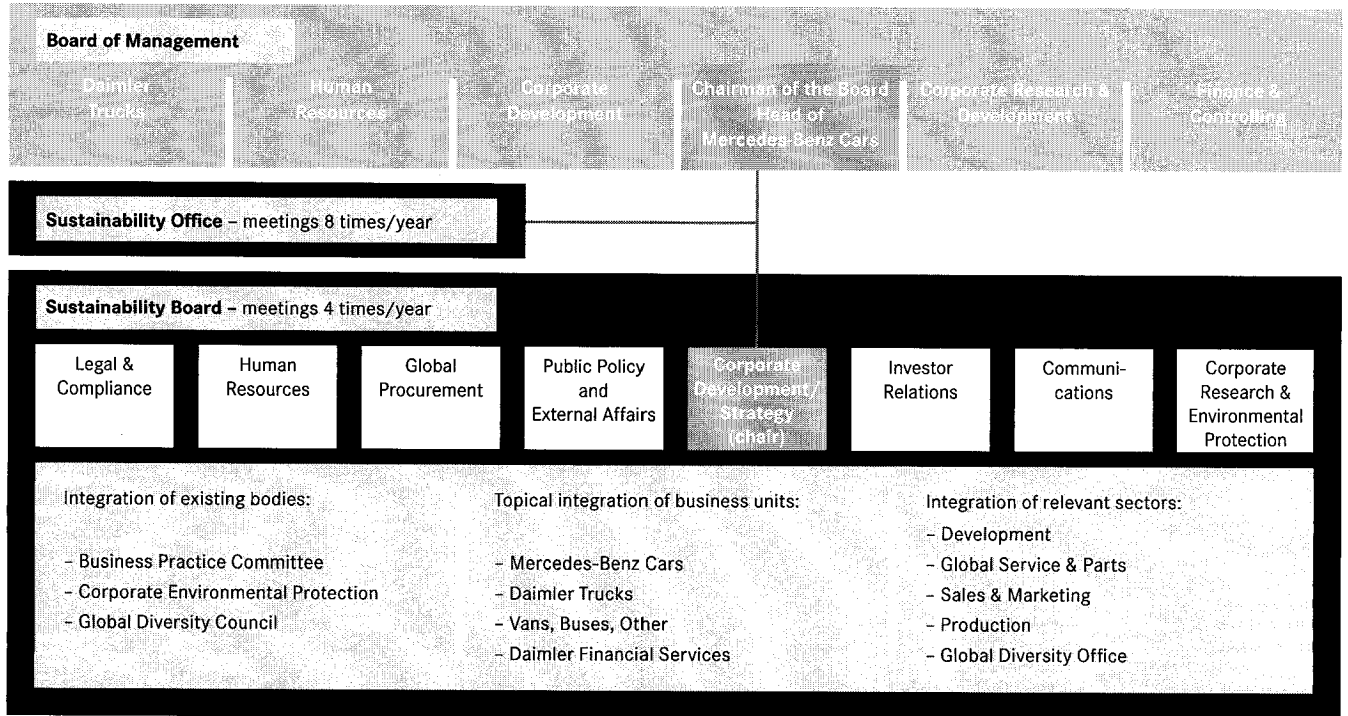 Board of Management
Daimler
Trucks
Human
Resources
Corporate
Development
Chairman of the Board
Head of
Mercedes-Benz Cars
Corporate Research &
Development
Finance &
Controlling
Sustainability Office – meetings 8 times/year
Sustainability Board – meetings 4 times/year
Legal &
Compliance
Human
Resources
Global
Procurement
Public Policy
and
External Affairs
Corporate
Development/
Strategy
(chair)
Investor
Relations
Communi-
cations
Corporate
Research &
Environmental
Protection
Integration of existing bodies:
– Business Practice Committee
– Corporate Environmental Protection
– Global Diversity Council
Topical integration of business units:
– Mercedes-Benz Cars
– Daimler Trucks
– Vans, Buses, Other
– Daimler Financial Services
Integration of relevant sectors:
– Development
– Global Service & Parts
– Sales & Marketing
– Production
– Global Diversity Office